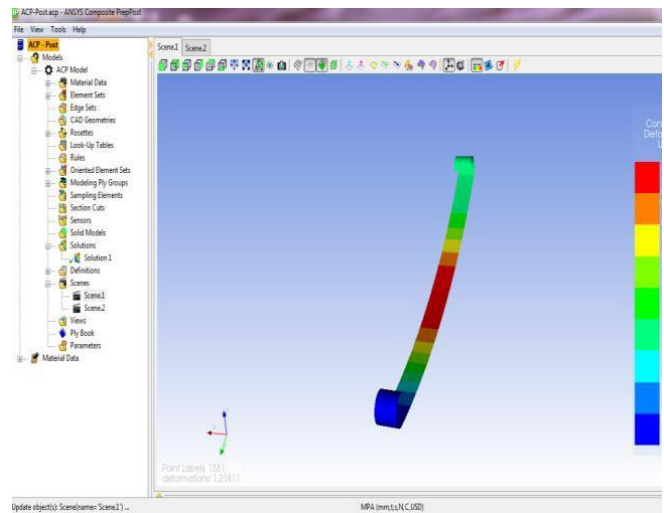 ACP-Post.acp - ANSYS Composite PrepPost
File View Tools Help
ACP - Post
Models
ACP Model
Material Data
Element Sets
Edge Sets
CAD Geometries
Rosettes
Look-Up Tables
Rules
Oriented Element Sets
Modeling Ply Groups
Sampling Elements
Section Cuts
Sensors
Solid Models
Solutions
Solution 1
Definitions
Scenes
Scene.1
Scene.2
Views
Ply Book
Parameters
Material Data
Scene.1 Scene.2
Con
Defo
U
Point Labels: 1361
deformations: 1:21811
Update object(s): Scene(name='Scene.1') ...
MPA (mm,t,s,N,C,USD)